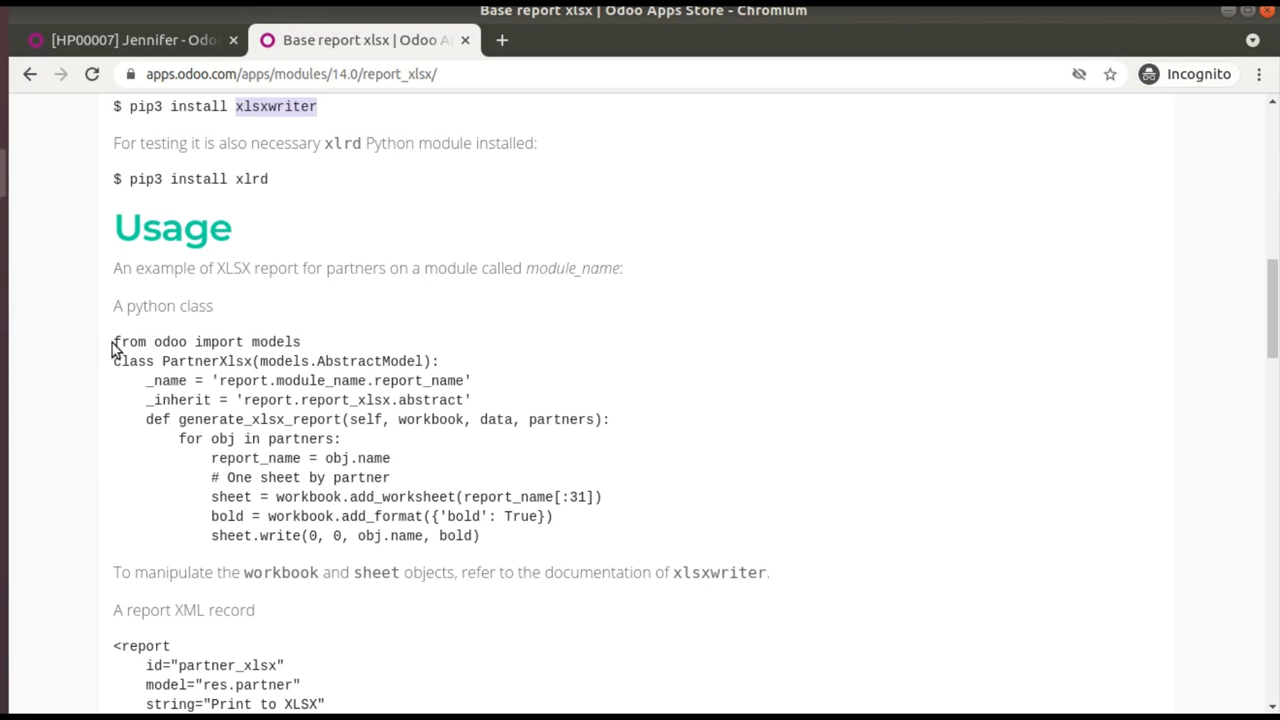 Base report xlsx | Odoo Apps Store - Chromium
[HP00007] Jennifer - Odo
Base report xlsx | Odoo A
apps.odoo.com/apps/modules/14.0/report_xlsx/
Incognito
$ pip3 install xlsxwriter
For testing it is also necessary xlrd Python module installed:
$ pip3 install xlrd
Usage
An example of XLSX report for partners on a module called module_name:
A python class
from odoo import models
class PartnerXlsx(models.AbstractModel):
    _name = 'report.module_name.report_name'
    _inherit = 'report.report_xlsx.abstract'
    def generate_xlsx_report(self, workbook, data, partners):
        for obj in partners:
            report_name = obj.name
            # One sheet by partner
            sheet = workbook.add_worksheet(report_name[:31])
            bold = workbook.add_format({'bold': True})
            sheet.write(0, 0, obj.name, bold)
To manipulate the workbook and sheet objects, refer to the documentation of xlsxwriter.
A report XML record
<report
    id="partner_xlsx"
    model="res.partner"
    string="Print to XLSX"